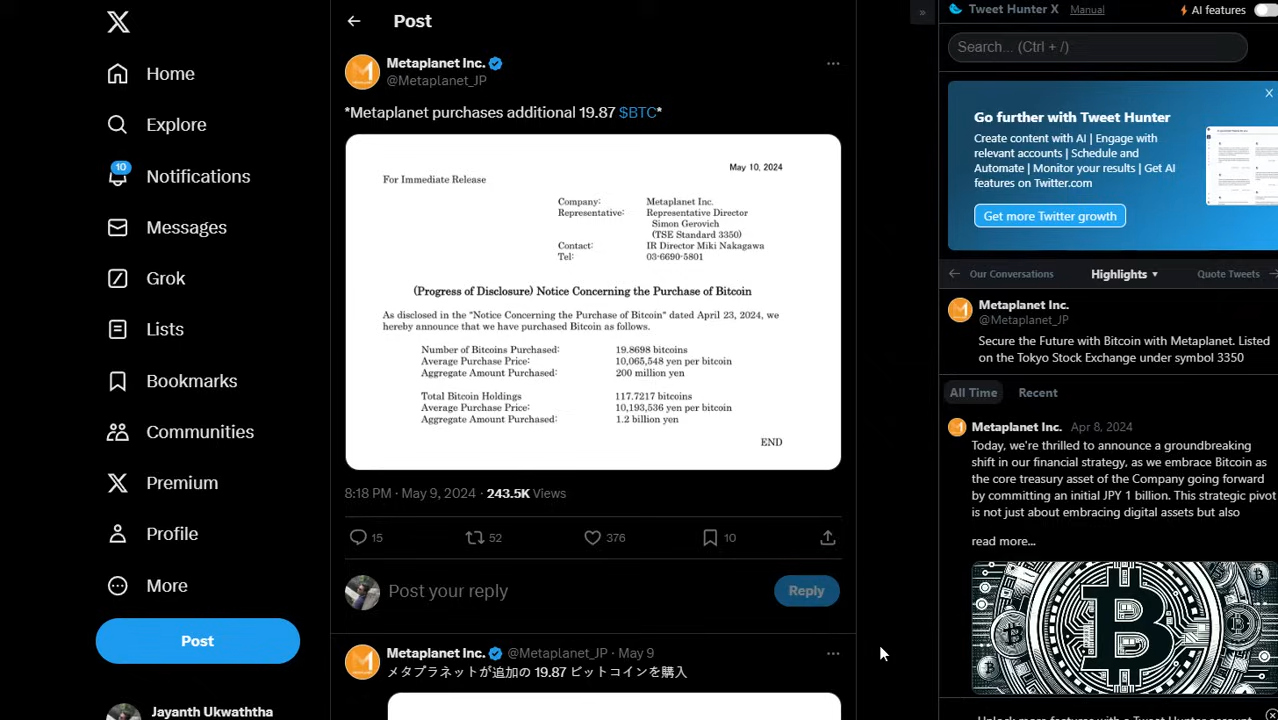 Home
Explore
10
Notifications
Messages
Grok
Lists
Bookmarks
Communities
Premium
Profile
More
Post
Jayanth Ukwaththa
Post
Metaplanet Inc.
@Metaplanet_JP
*Metaplanet purchases additional 19.87 $BTC*
May 10, 2024
For Immediate Release
Company: Metaplanet Inc.
Representative: Representative Director
Simon Gerovich
(TSE Standard 3350)
Contact: IR Director Miki Nakagawa
Tel: 03-6690-5801
(Progress of Disclosure) Notice Concerning the Purchase of Bitcoin
As disclosed in the "Notice Concerning the Purchase of Bitcoin" dated April 23, 2024, we
hereby announce that we have purchased Bitcoin as follows.
Number of Bitcoins Purchased: 19.8698 bitcoins
Average Purchase Price: 10,065,548 yen per bitcoin
Aggregate Amount Purchased: 200 million yen
Total Bitcoin Holdings 117.7217 bitcoins
Average Purchase Price: 10,193,536 yen per bitcoin
Aggregate Amount Purchased: 1.2 billion yen
END
8:18 PM · May 9, 2024 · 243.5K Views
15 52 376 10
Post your reply
Reply
Metaplanet Inc. @Metaplanet_JP · May 9
メタプラネットが追加の 19.87 ビットコインを購入
»
Tweet Hunter X Manual AI features
Search... (Ctrl + /)
Go further with Tweet Hunter
Create content with AI | Engage with
relevant accounts | Schedule and
Automate | Monitor your results | Get AI
features on Twitter.com
Get more Twitter growth
Our Conversations Highlights Quote Tweets
Metaplanet Inc.
@Metaplanet_JP
Secure the Future with Bitcoin with Metaplanet. Listed
on the Tokyo Stock Exchange under symbol 3350
All Time Recent
Metaplanet Inc. Apr 8, 2024
Today, we're thrilled to announce a groundbreaking
shift in our financial strategy, as we embrace Bitcoin as
the core treasury asset of the Company going forward
by committing an initial JPY 1 billion. This strategic pivot
is not just about embracing digital assets but also
read more...
Unlock more features with a Tweet Hunter account